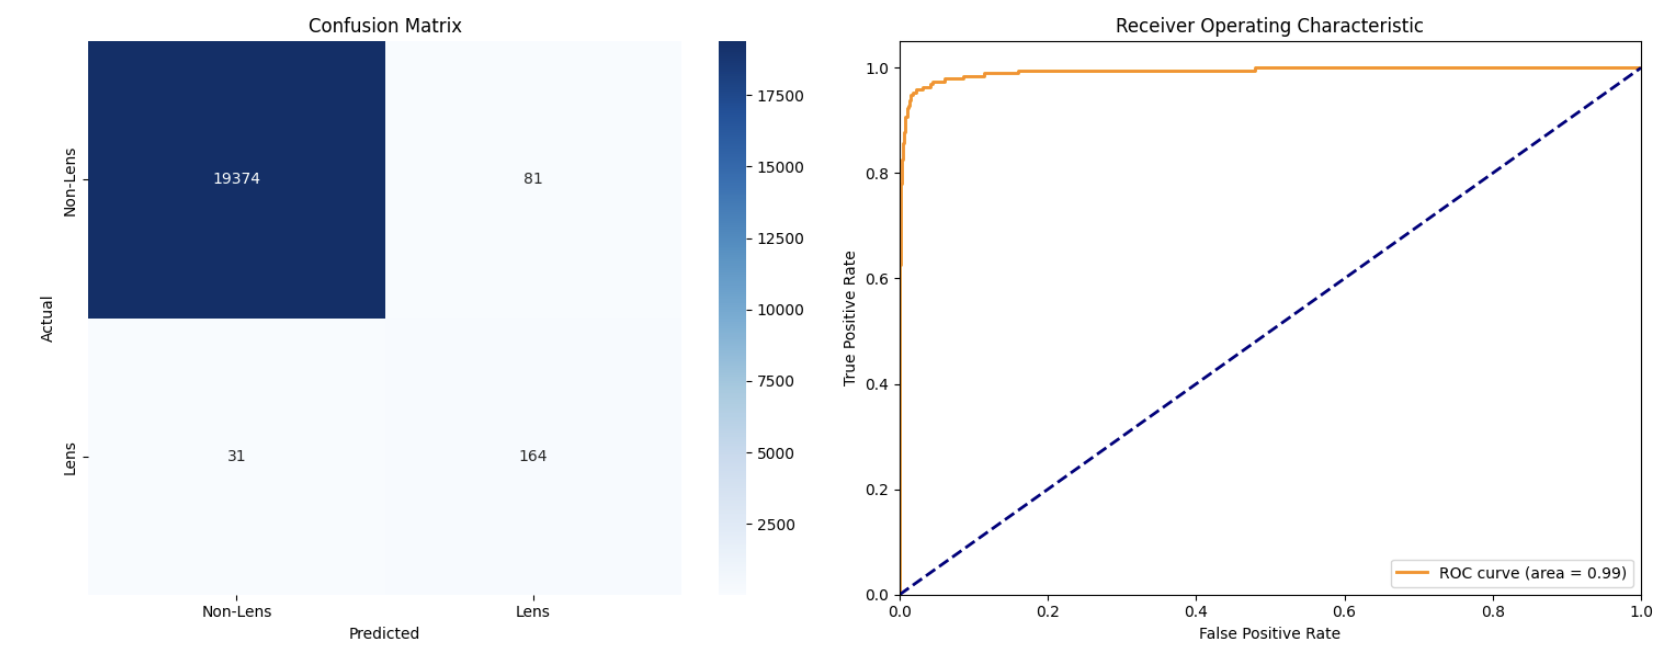 Confusion Matrix
Non-Lens
Lens
Actual
19374
81
31
164
Non-Lens
Lens
Predicted
17500
15000
12500
10000
7500
5000
2500
Receiver Operating Characteristic
True Positive Rate
1.0
0.8
0.6
0.4
0.2
0.0
0.0
0.2
0.4
0.6
0.8
1.0
False Positive Rate
ROC curve (area = 0.99)